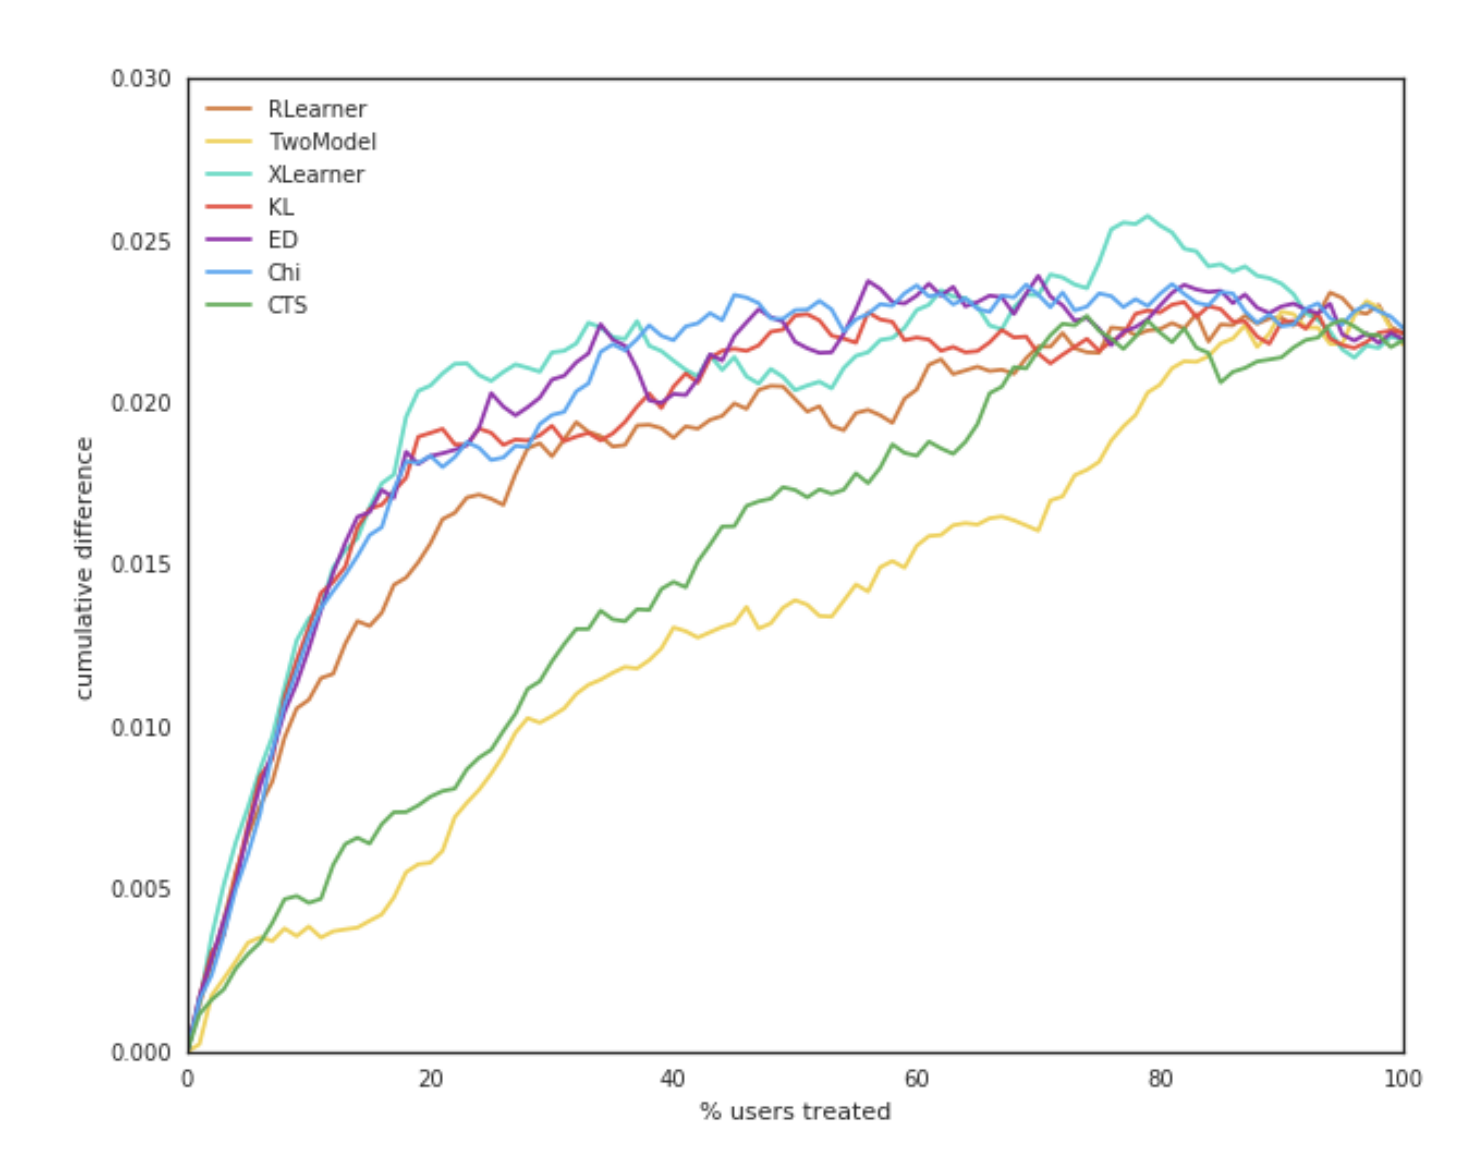 0.030
RLearner
TwoModel
XLearner
KL
0.025
ED
Chi
CTS
0.020
cumulative difference
0.015
0.010
0.005
0.000
0 20 40 60 80 100
% users treated